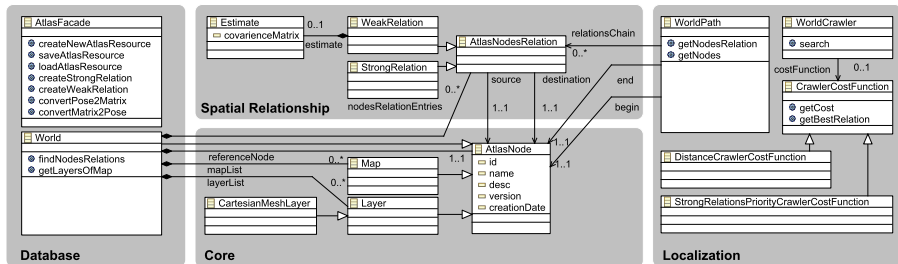 AtlasFacade
createNewAtlasResource
saveAtlasResource
loadAtlasResource
createStrongRelation
createWeakRelation
convertPose2Matrix
convertMatrix2Pose
World
findNodesRelations
getLayersOfMap
Database
Estimate
covarienceMatrix
0..1
estimate
WeakRelation
StrongRelation
AtlasNodesRelation
0..*
nodesRelationEntries
source
destination
1..1
1..1
Spatial Relationship
relationsChain
0..*
end
begin
1..1
1..1
referenceNode
mapList
layerList
0..*
0..*
1..1
Map
CartesianMeshLayer
Layer
AtlasNode
id
name
desc
version
creationDate
Core
WorldPath
getNodesRelation
getNodes
WorldCrawler
search
costFunction
0..1
CrawlerCostFunction
getCost
getBestRelation
DistanceCrawlerCostFunction
StrongRelationsPriorityCrawlerCostFunction
Localization